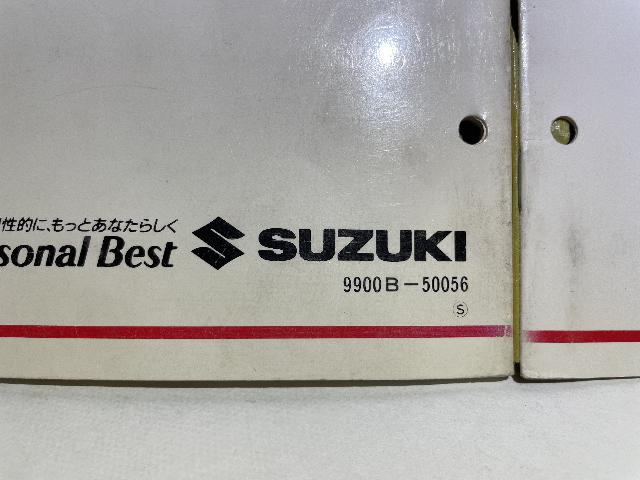 性的に、もっとあなたらしく
sonal Best
SUZUKI
9900B-50056
S